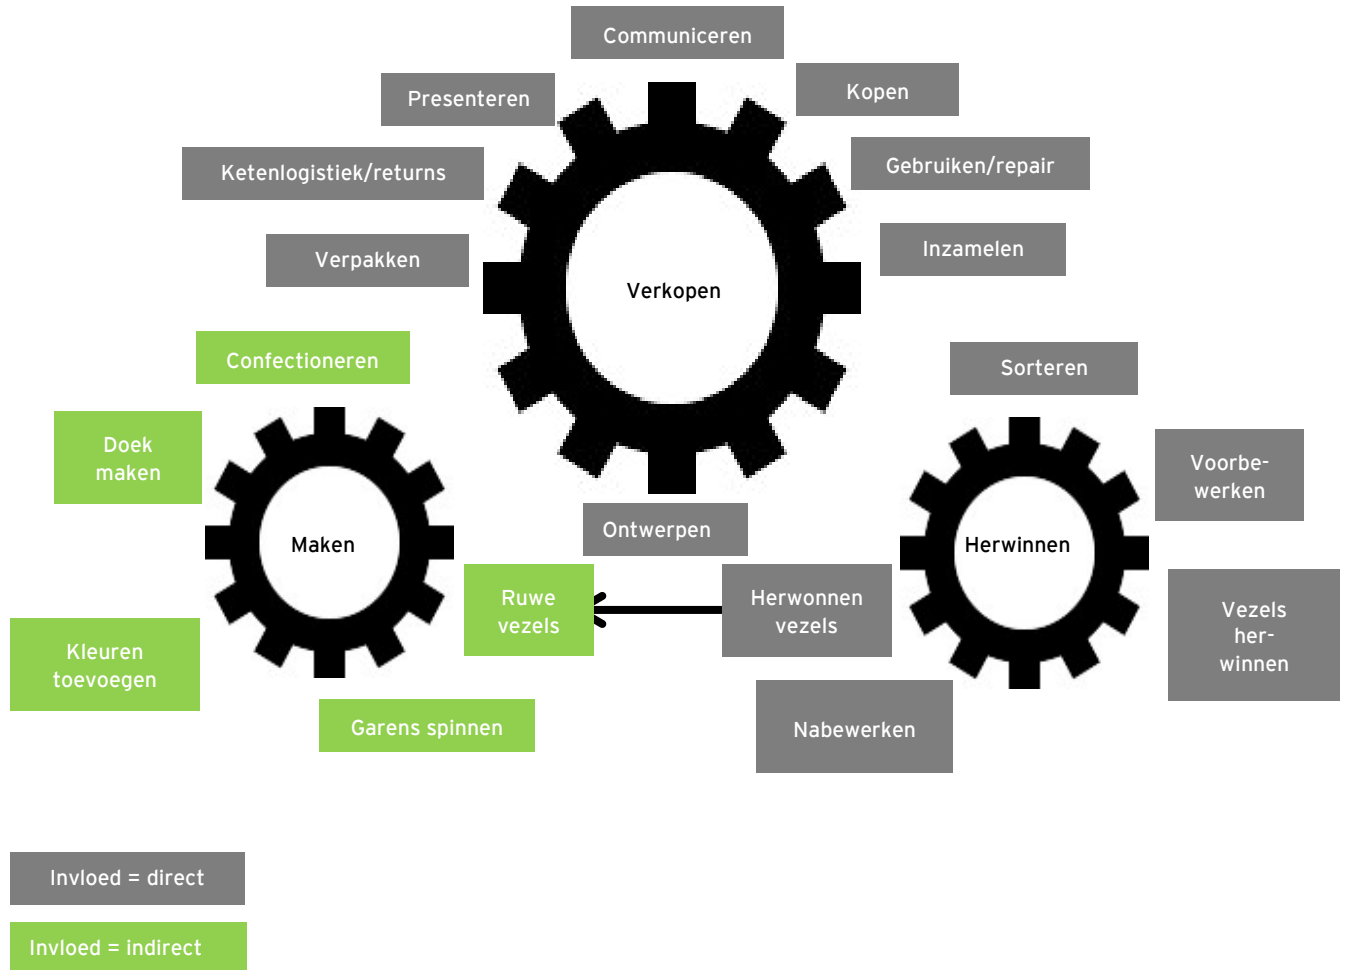 Communiceren
Presenteren
Kopen
Ketenlogistiek/returns
Gebruiken/repair
Verpakken
Inzamelen
Verkopen
Confectioneren
Sorteren
Doek
maken
Voorbe-
werken
Maken
Ontwerpen
Herwinnen
Ruwe
vezels
Herwonnen
vezels
Vezels
her-
winnen
Kleuren
toevoegen
Garens spinnen
Nabewerken
Invloed = direct
Invloed = indirect